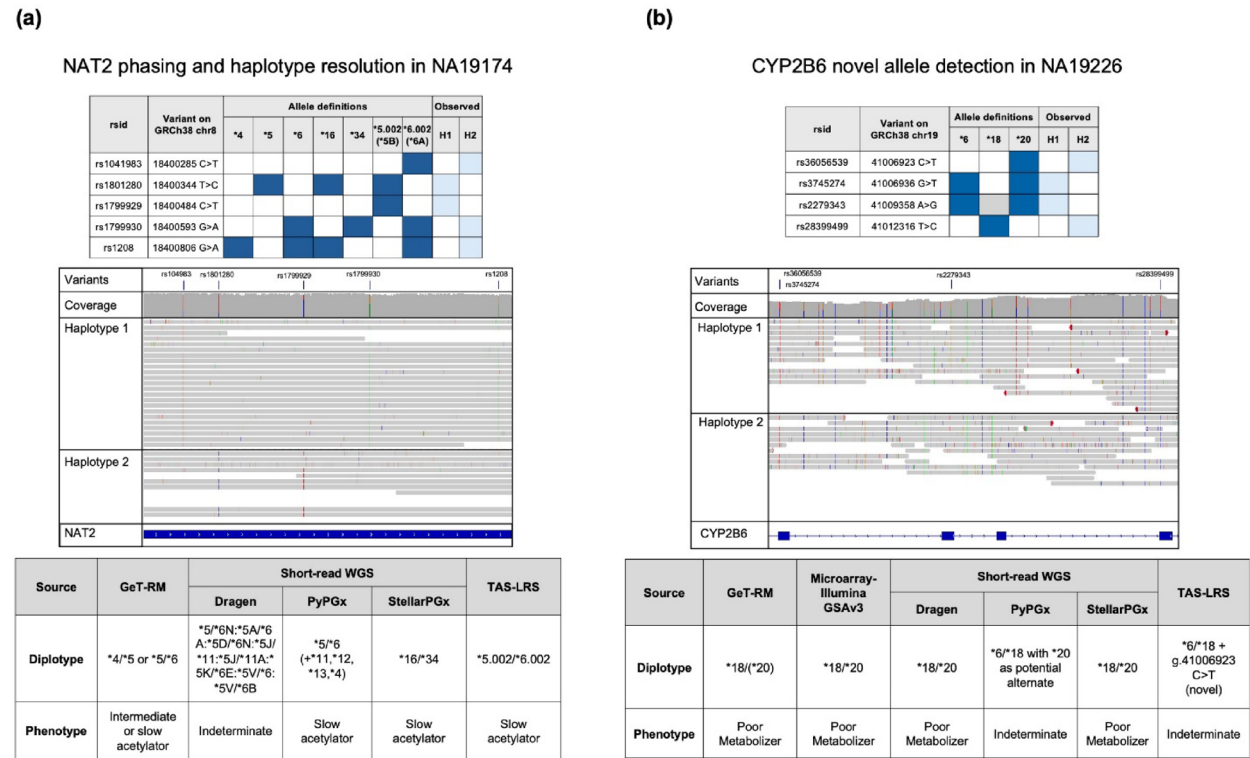 (a)
NAT2 phasing and haplotype resolution in NA19174
rsid
Variant on
GRCh38 chr8
Allele definitions
Observed
*4
*5
*6
*16
*34
*5.002
(*5B)
*6.002
(*6A)
H1
H2
rs1041983
18400285 C>T
rs1801280
18400344 T>C
rs1799929
18400484 C>T
rs1799930
18400593 G>A
rs1208
18400806 G>A
Variants
rs104983
rs1801280
rs1799929
rs1799930
rs1208
Coverage
Haplotype 1
Haplotype 2
NAT2
Source
GeT-RM
Short-read WGS
TAS-LRS
Dragen
PyPGx
StellarPGx
Diplotype
*4/*5 or *5/*6
*5/*6N:*5A/*6
A:*5D/*6N:*5J/
*11:*5J/*11A:*
5K/*6E:*5V/*6:
*5V/*6B
*5/*6
(+*11,*12,
*13,*4)
*16/*34
*5.002/*6.002
Phenotype
Intermediate
or slow
acetylator
Indeterminate
Slow
acetylator
Slow
acetylator
Slow
acetylator
(b)
CYP2B6 novel allele detection in NA19226
rsid
Variant on
GRCh38 chr19
Allele definitions
Observed
*6
*18
*20
H1
H2
rs36056539
41006923 C>T
rs3745274
41006936 G>T
rs2279343
41009358 A>G
rs28399499
41012316 T>C
Variants
rs36056539
rs3745274
rs2279343
rs28399499
Coverage
Haplotype 1
Haplotype 2
CYP2B6
Source
GeT-RM
Microarray-
Illumina
GSAv3
Short-read WGS
TAS-LRS
Dragen
PyPGx
StellarPGx
Diplotype
*18/(*20)
*18/*20
*18/*20
*6/*18 with *20
as potential
alternate
*18/*20
*6/*18 +
g.41006923
C>T
(novel)
Phenotype
Poor
Metabolizer
Poor
Metabolizer
Poor
Metabolizer
Indeterminate
Poor
Metabolizer
Indeterminate